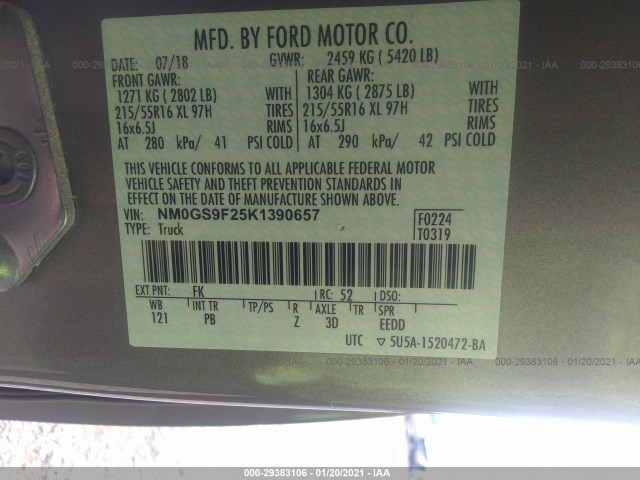 MFD. BY FORD MOTOR CO.
DATE: 07/18 GVWR: 2459 KG ( 5420 LB)
FRONT GAWR: REAR GAWR:
1271 KG ( 2802 LB) WITH 1304 KG ( 2875 LB) WITH
215/55R16 XL 97H TIRES 215/55R16 XL 97H TIRES
16x6.5J RIMS 16x6.5J RIMS
AT 280 kPa/ 41 PSI COLD AT 290 kPa/ 42 PSI COLD
THIS VEHICLE CONFORMS TO ALL APPLICABLE FEDERAL MOTOR
VEHICLE SAFETY AND THEFT PREVENTION STANDARDS IN
EFFECT ON THE DATE OF MANUFACTURE SHOWN ABOVE.
VIN: NM0GS9F25K1390657 F0224
TYPE: Truck T0319
EXT PNT: FK RC: 52 DSO:
WB INT TR TP/PS R AXLE TR SPR
121 PB Z 3D EEDD
UTC ▽ 5U5A-1520472-BA
000-29383106 - 01/20/2021 - IAA